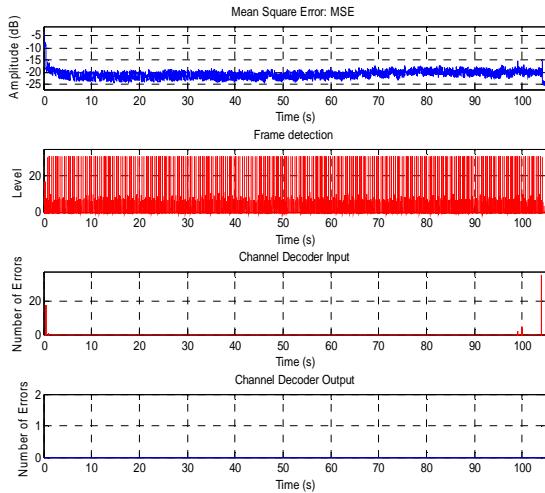 Mean Square Error: MSE
Amplitude (dB)
-5
-10
-15
-20
-25
0 10 20 30 40 50 60 70 80 90 100
Time (s)
Frame detection
Level
20
0
0 10 20 30 40 50 60 70 80 90 100
Time (s)
Channel Decoder Input
Number of Errors
20
0
0 10 20 30 40 50 60 70 80 90 100
Time (s)
Channel Decoder Output
Number of Errors
2
1
0
0 10 20 30 40 50 60 70 80 90 100
Time (s)